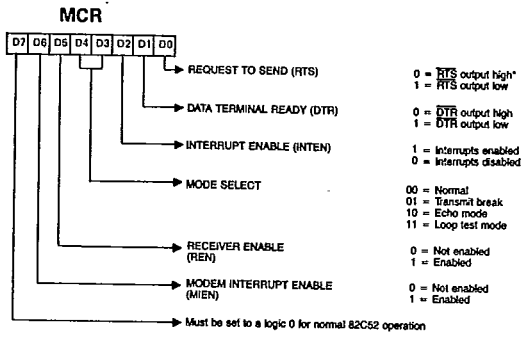 MCR
D7 D6 D5 D4 D3 D2 D1 D0
REQUEST TO SEND (RTS)
0 = RTS output high*
1 = RTS output low
DATA TERMINAL READY (DTR)
0 = DTR output high
1 = DTR output low
INTERRUPT ENABLE (INTEN)
1 = Interrupts enabled
0 = Interrupts disabled
MODE SELECT
00 = Normal
01 = Transmit break
10 = Echo mode
11 = Loop test mode
RECEIVER ENABLE
(REN)
0 = Not enabled
1 = Enabled
MODEM INTERRUPT ENABLE
(MIEN)
0 = Not enabled
1 = Enabled
Must be set to a logic 0 for normal 82C52 operation